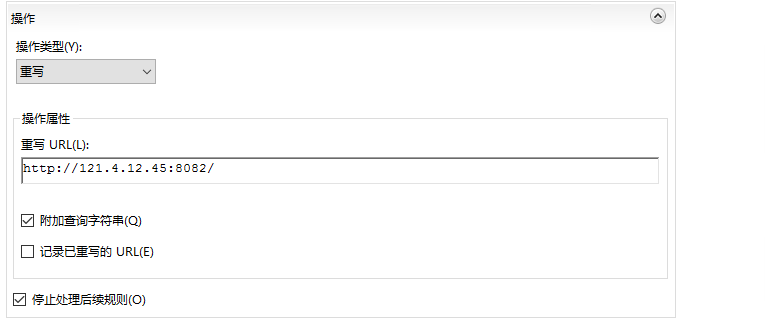 操作
操作类型(Y):
重写
操作属性
重写 URL(L):
http://121.4.12.45:8082/
附加查询字符串(Q)
记录已重写的 URL(E)
停止处理后续规则(O)